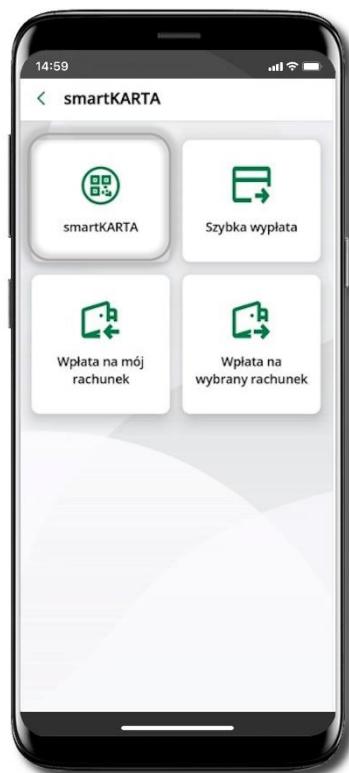 14:59
smartKARTA
smartKARTA
Szybka wypłata
Wpłata na mój
rachunek
Wpłata na
wybrany rachunek